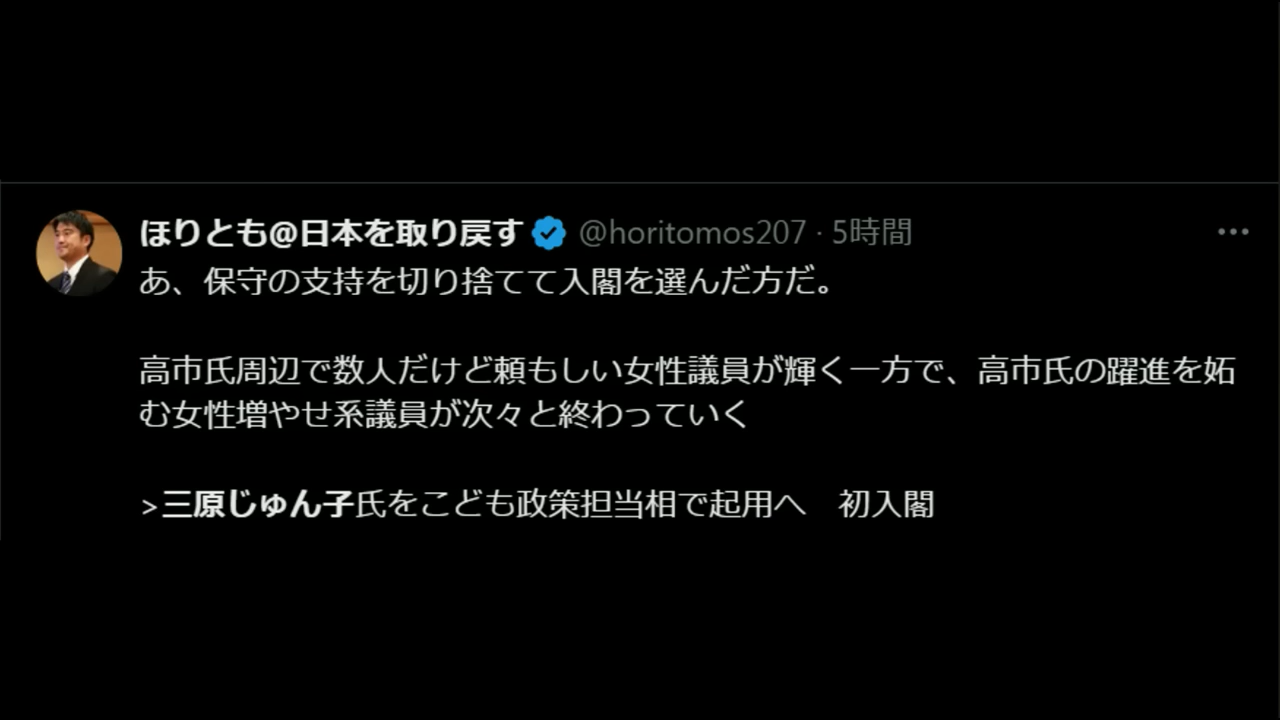 ほりとも@日本を取り戻す @horitomos207 · 5時間
あ、保守の支持を切り捨てて入閣を選んだ方だ。
高市氏周辺で数人だけど頼もしい女性議員が輝く一方で、高市氏の躍進を妬
む女性増やせ系議員が次々と終わっていく
>三原じゅん子氏をこども政策担当相で起用へ　初入閣